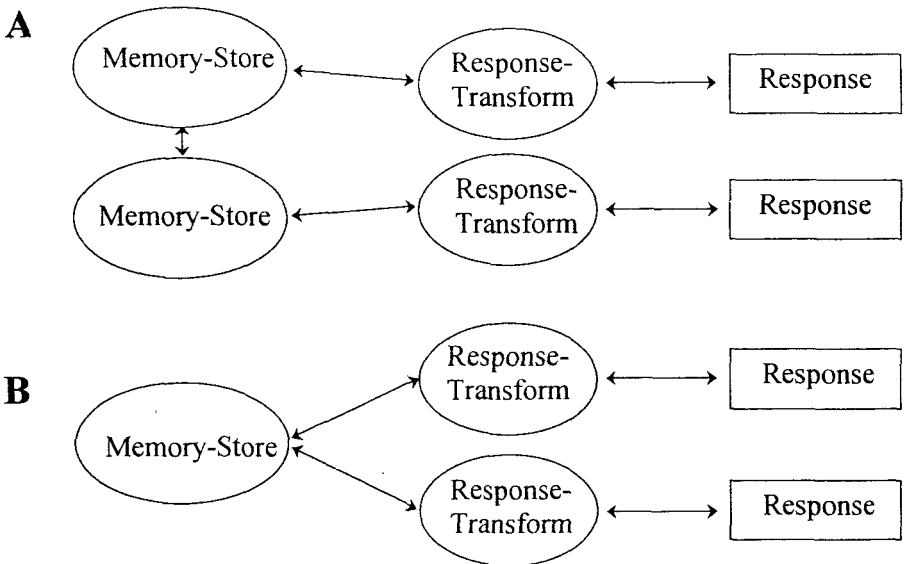 A
Memory-Store
Response-
Transform
Response
Memory-Store
Response-
Transform
Response
B
Memory-Store
Response-
Transform
Response
Response-
Transform
Response